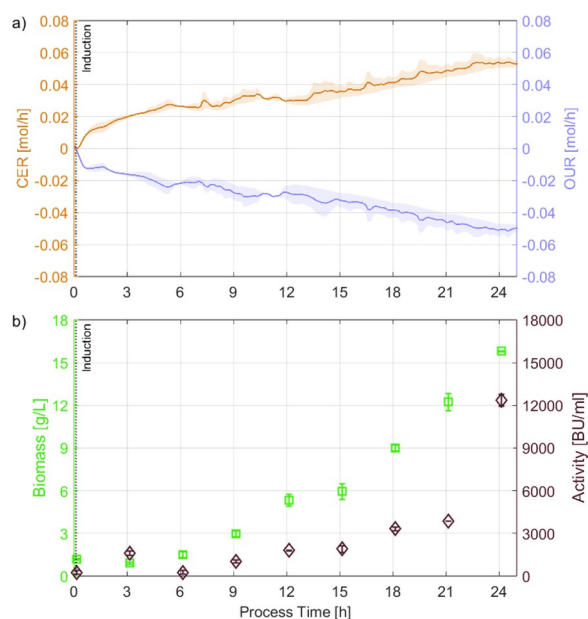 a)
0.08
0.06
0.04
0.02
0
-0.02
-0.04
-0.06
-0.08
CER [mol/h]
Induction
0.08
0.06
0.04
0.02
0
-0.02
-0.04
-0.06
-0.08
OUR [mol/h]
0 3 6 9 12 15 18 21 24
b)
18
15
12
9
6
3
0
Biomass [g/L]
Induction
18000
15000
12000
9000
6000
3000
0
Activity [BU/ml]
0 3 6 9 12 15 18 21 24
Process Time [h]